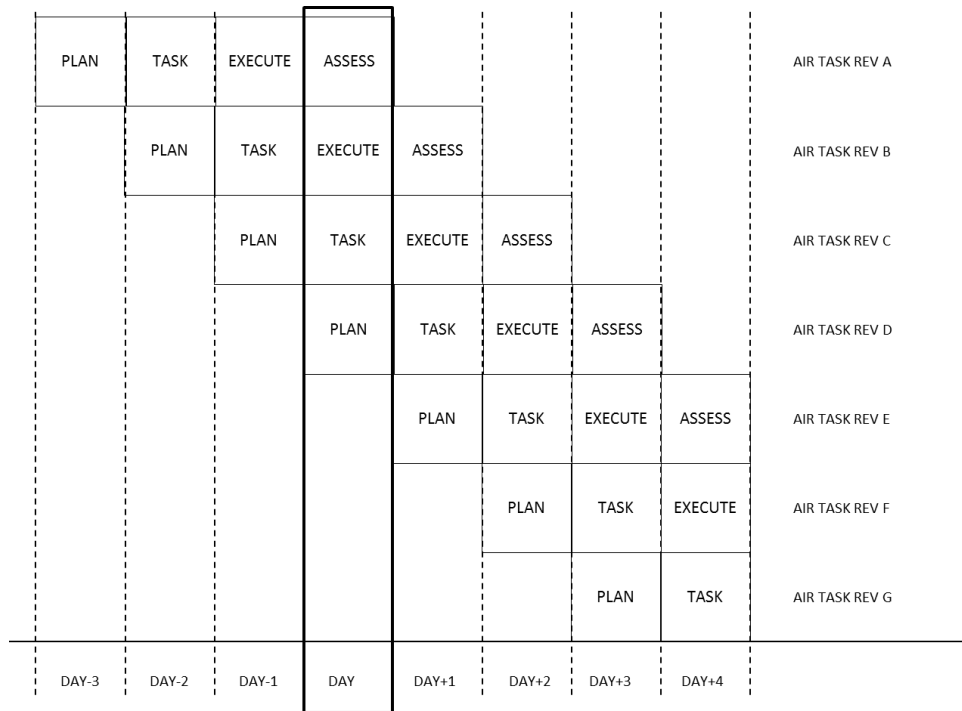 PLAN TASK EXECUTE ASSESS AIR TASK REV A
PLAN TASK EXECUTE ASSESS AIR TASK REV B
PLAN TASK EXECUTE ASSESS AIR TASK REV C
PLAN TASK EXECUTE ASSESS AIR TASK REV D
PLAN TASK EXECUTE ASSESS AIR TASK REV E
PLAN TASK EXECUTE AIR TASK REV F
PLAN TASK AIR TASK REV G
DAY-3 DAY-2 DAY-1 DAY DAY+1 DAY+2 DAY+3 DAY+4